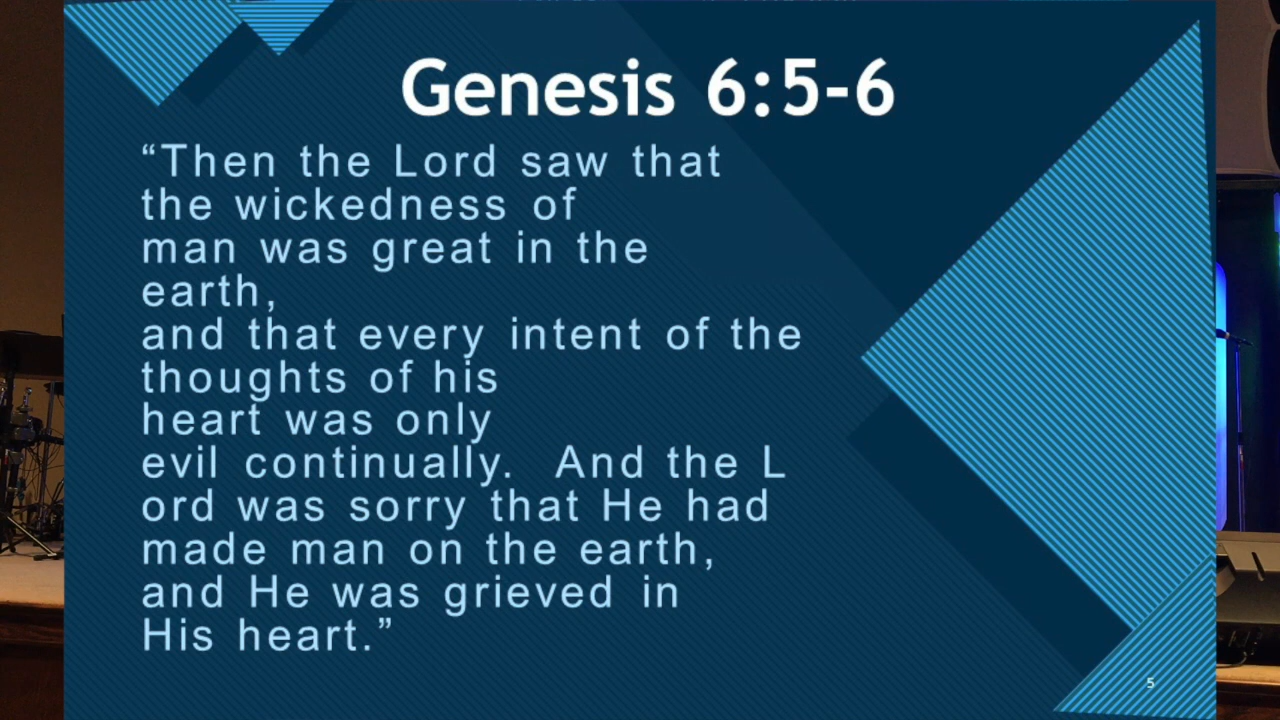 Genesis 6:5-6
“Then the Lord saw that
the wickedness of
man was great in the
earth,
and that every intent of the
thoughts of his
heart was only
evil continually.  And the L
ord was sorry that He had
made man on the earth,
and He was grieved in
His heart.”
5